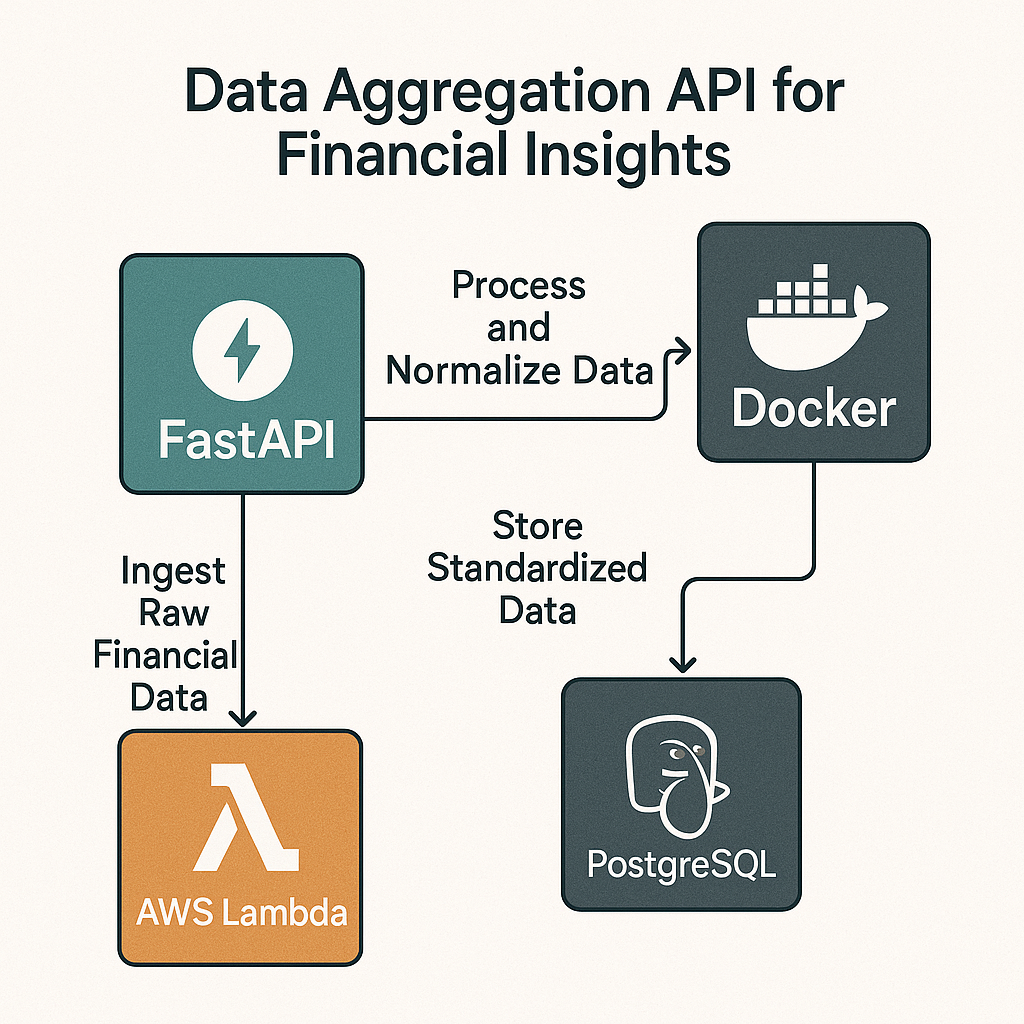 Data Aggregation API for
Financial Insights
FastAPI
Process
and
Normalize Data
Docker
Ingest
Raw
Financial
Data
Store
Standardized
Data
AWS Lambda
PostgreSQL